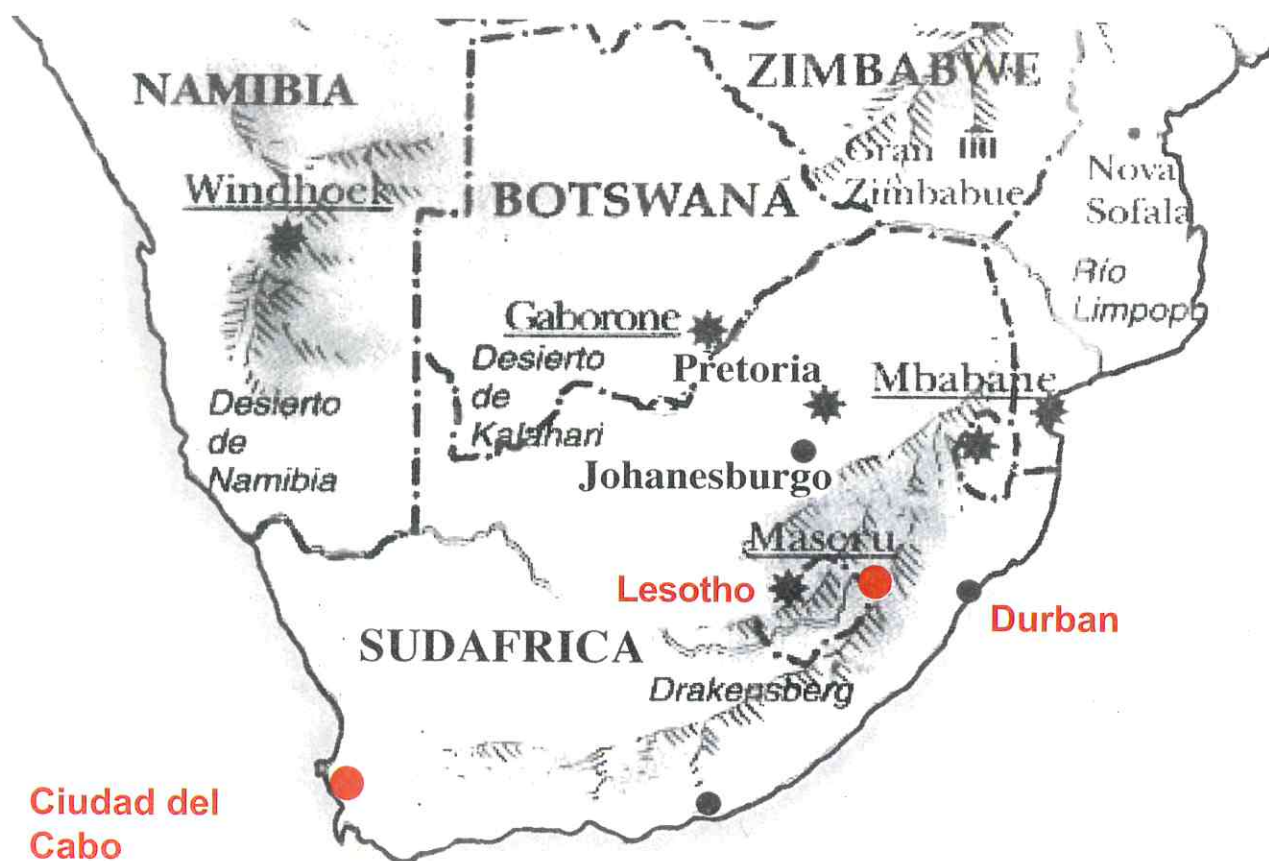 NAMIBIA
ZIMBABWE
Gran
Zimbabue
Nova
Sofala
Windhoek
BOTSWANA
Río
Limpopo
Gaborone
Desierto
de
Kalahari
Pretoria
Mbabane
Desierto
de
Namibia
Johanesburgo
Maseru
Lesotho
Durban
SUDAFRICA
Drakensberg
Ciudad del
Cabo